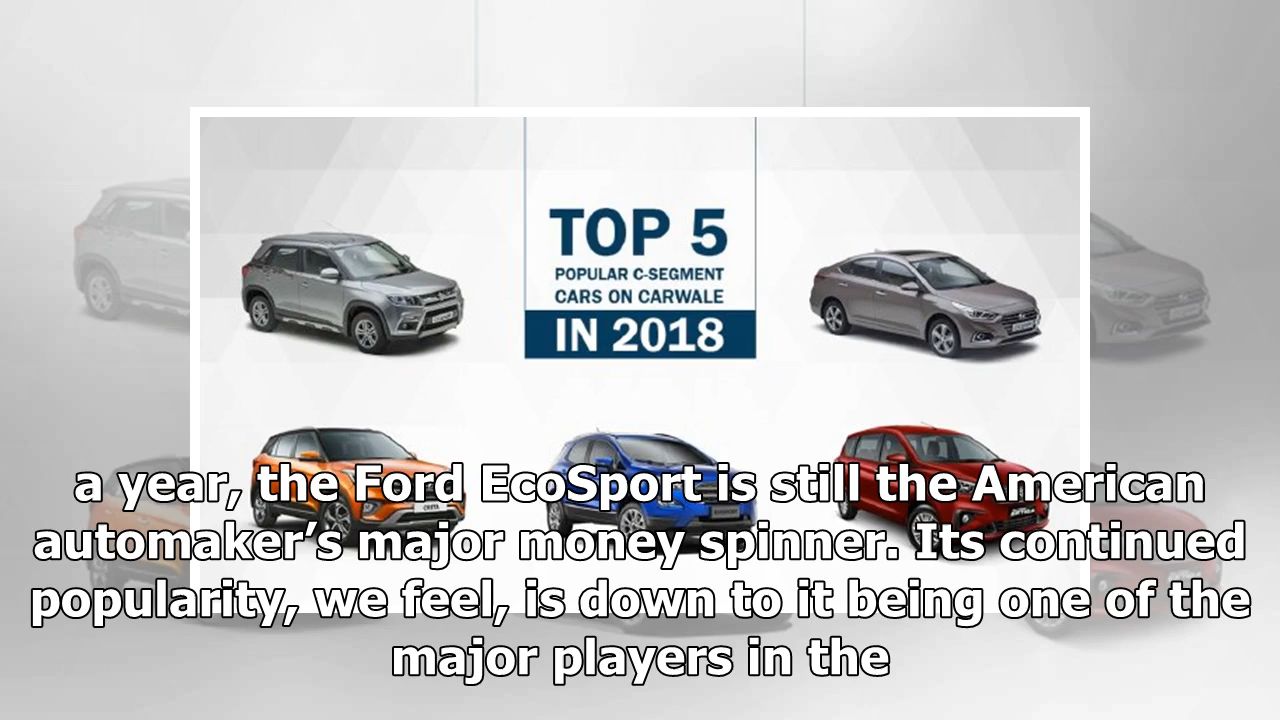 TOP 5
POPULAR C-SEGMENT
CARS ON CARWALE
IN 2018
CRETA
a year, the Ford EcoSport is still the American
automaker’s major money spinner. Its continued
popularity, we feel, is down to it being one of the
major players in the